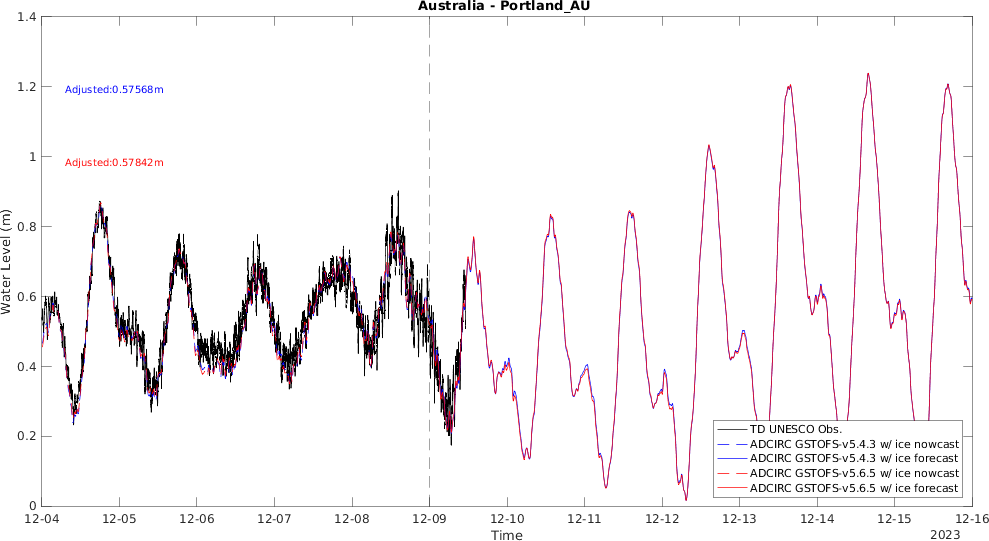 Australia - Portland_AU
1.4
1.2
1
0.8
0.6
0.4
0.2
0
Water Level (m)
Adjusted:0.57568m
Adjusted:0.57842m
TD UNESCO Obs.
ADCIRC GSTOFS-v5.4.3 w/ ice nowcast
ADCIRC GSTOFS-v5.4.3 w/ ice forecast
ADCIRC GSTOFS-v5.6.5 w/ ice nowcast
ADCIRC GSTOFS-v5.6.5 w/ ice forecast
12-04 12-05 12-06 12-07 12-08 12-09 12-10 12-11 12-12 12-13 12-14 12-15 12-16
Time
2023